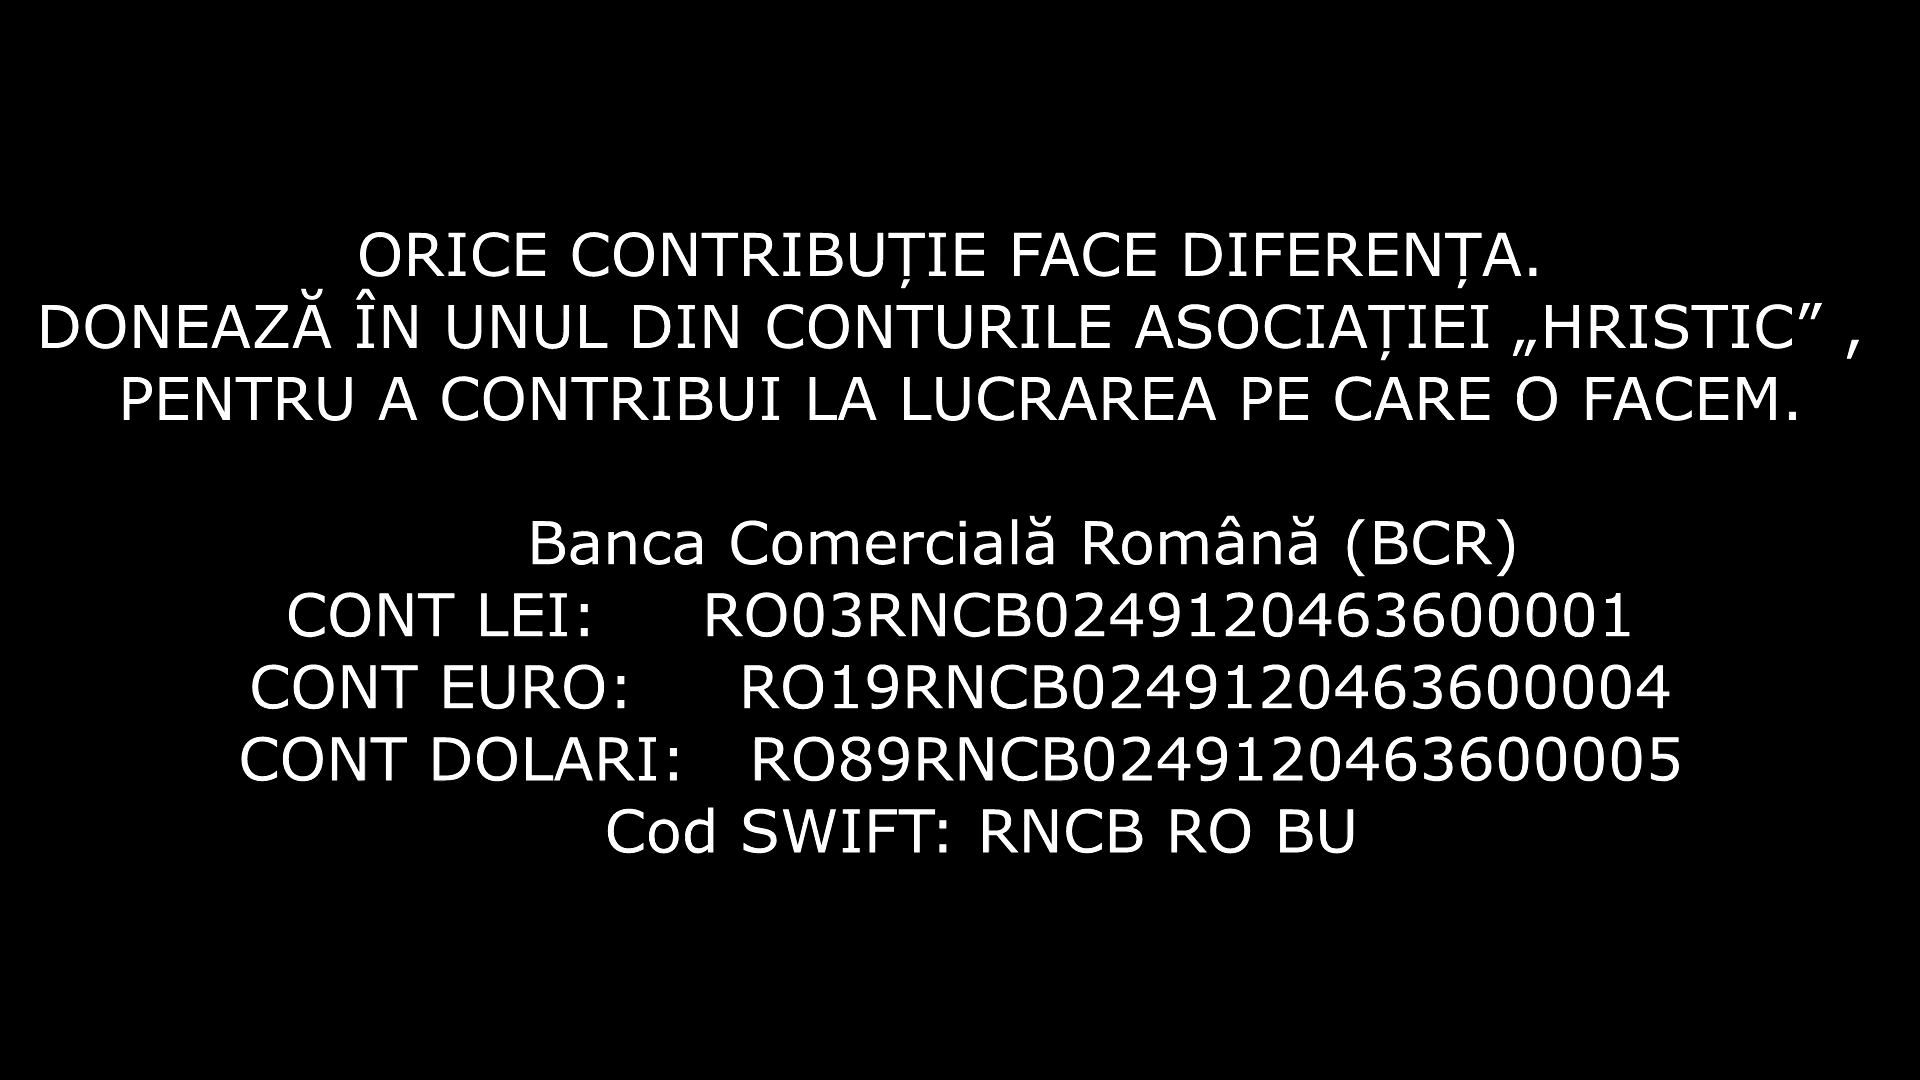 ORICE CONTRIBUȚIE FACE DIFERENȚA.
DONEAZĂ ÎN UNUL DIN CONTURILE ASOCIAȚIEI „HRISTIC” ,
PENTRU A CONTRIBUI LA LUCRAREA PE CARE O FACEM.
Banca Comercială Română (BCR)
CONT LEI: RO03RNCB0249120463600001
CONT EURO: RO19RNCB0249120463600004
CONT DOLARI: RO89RNCB0249120463600005
Cod SWIFT: RNCB RO BU